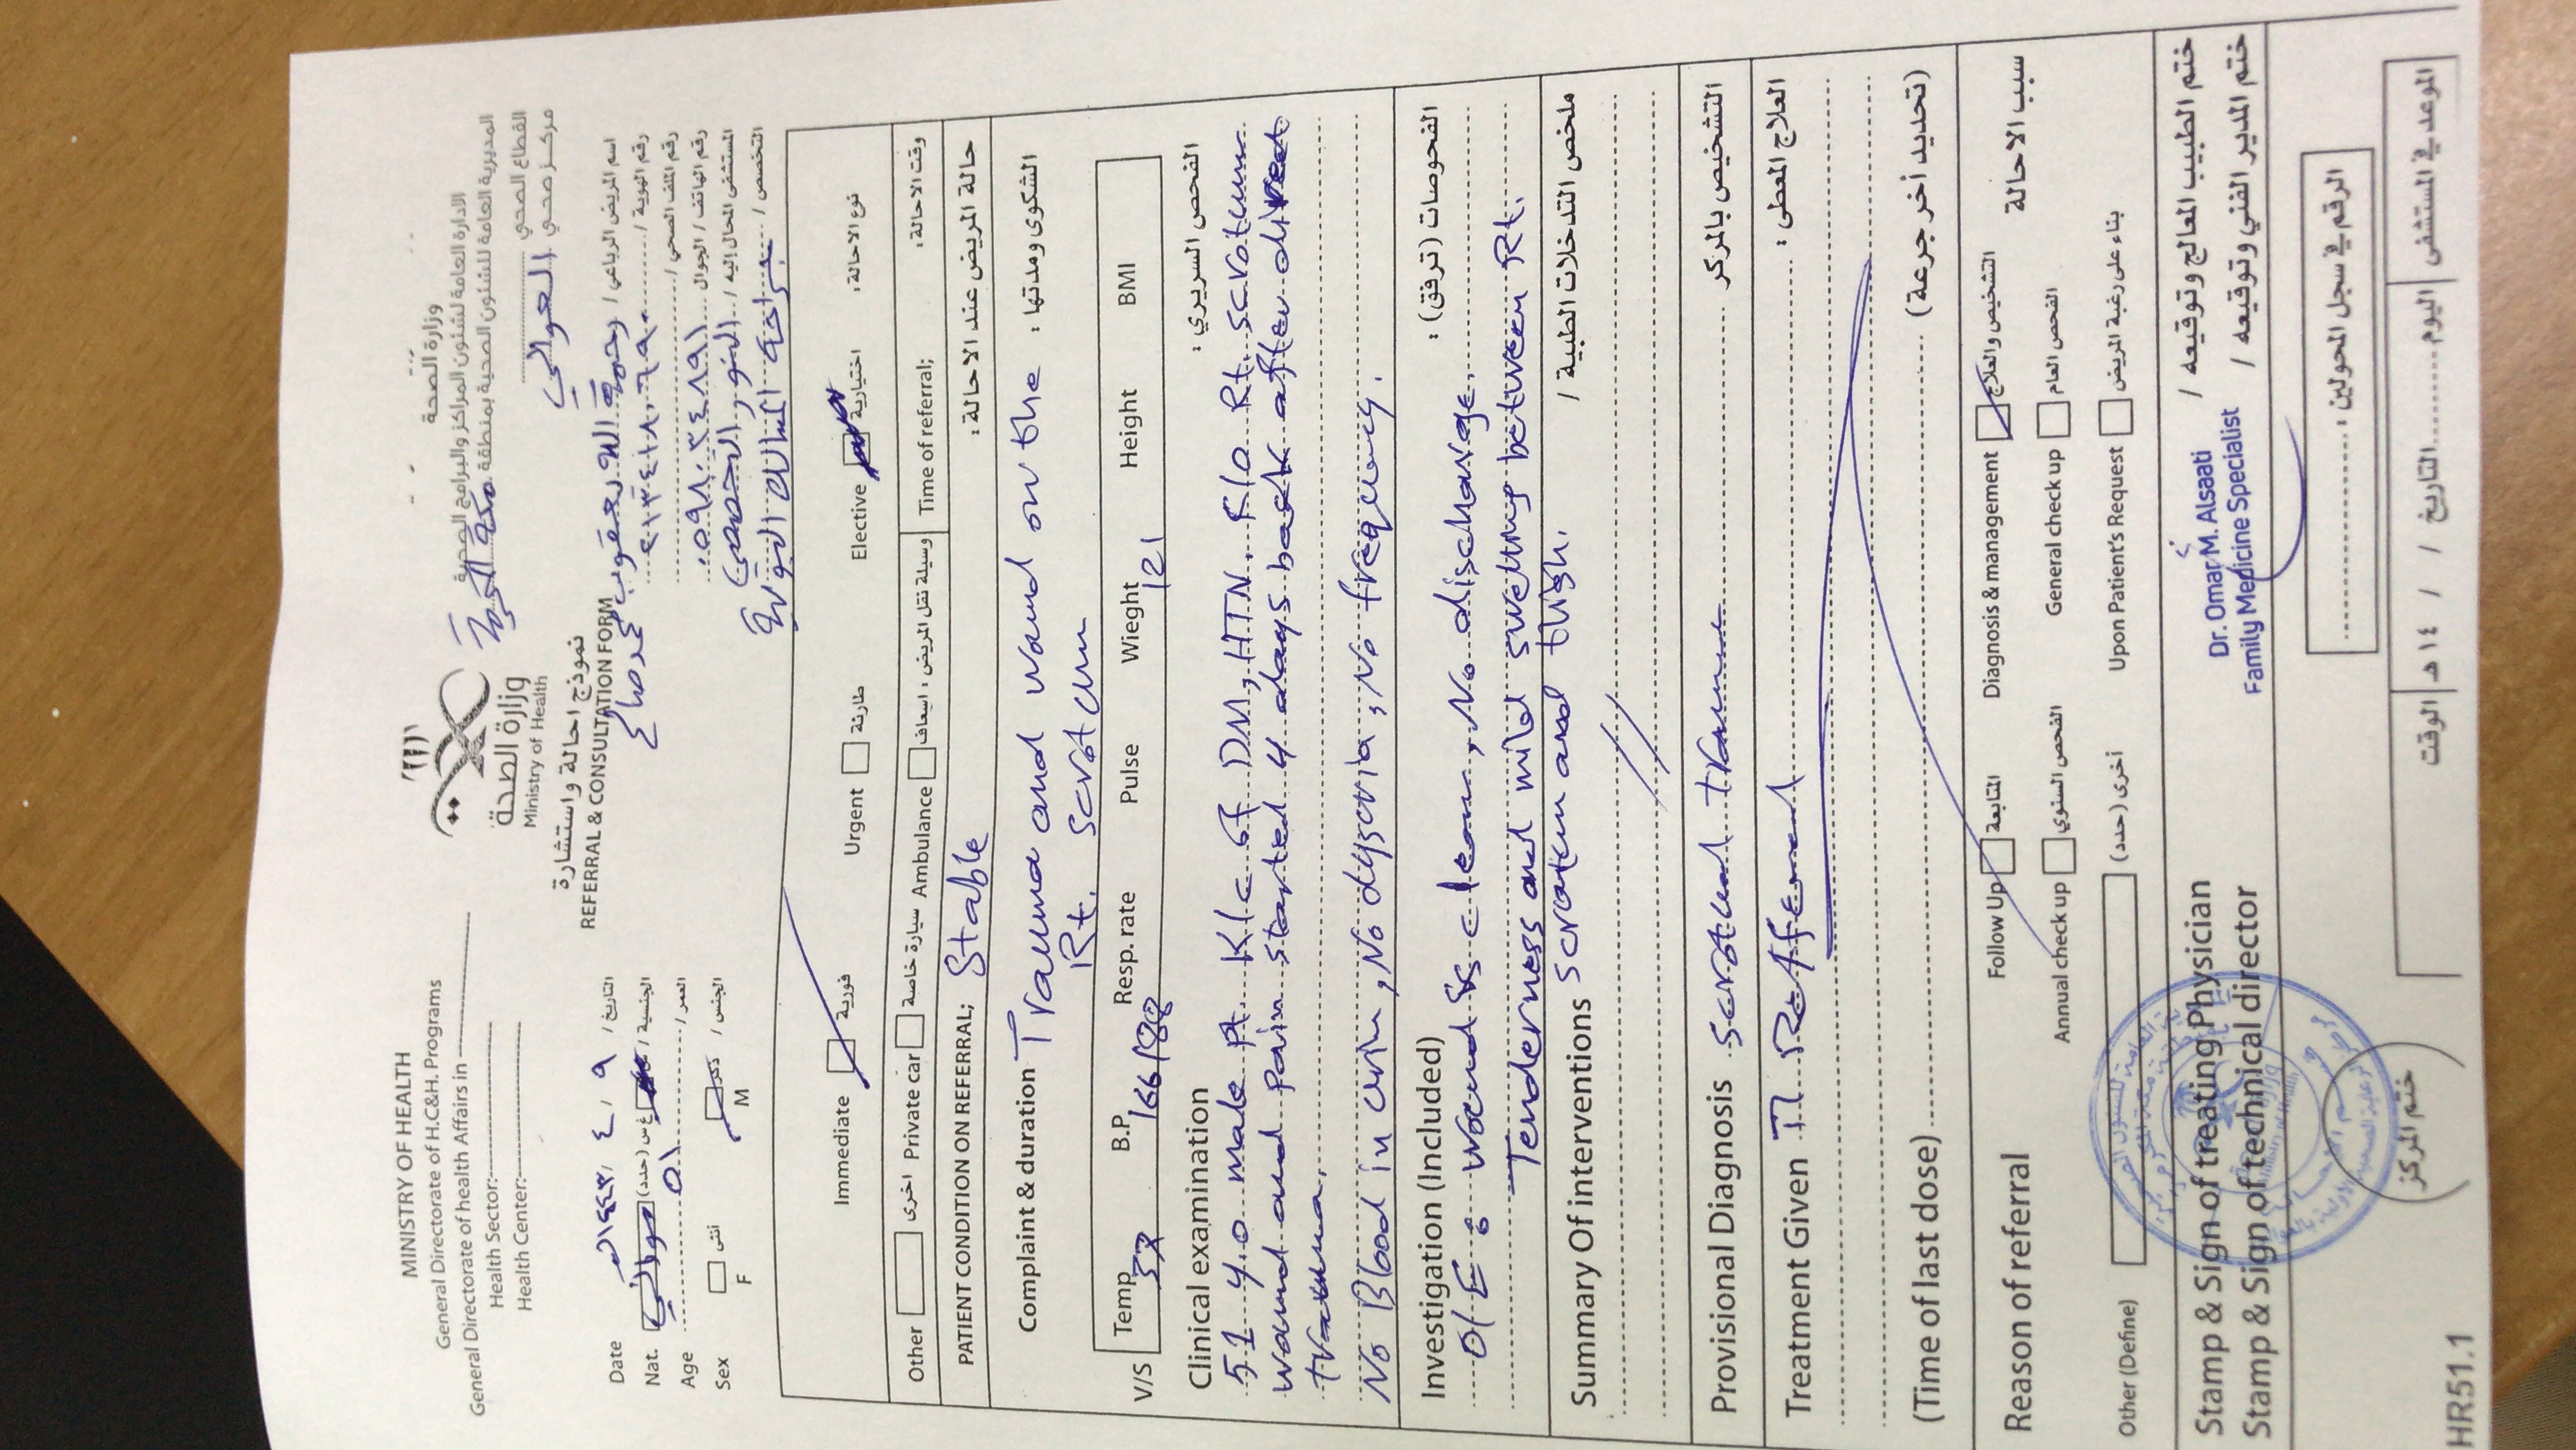 MINISTRY OF HEALTH
General Directorate of H.C&H. Programs
General Directorate of health Affairs in
Health Sector:
Health Center:
وزارة الصحة
Ministry of Health
نموذج احالة واستشارة
REFERRAL & CONSULTATION FORM
وزارة الصحة
الادارة العامة لشئون المراكز والبرامج الصحية
المديرية العامة للشئون الصحية بمنطقة مكة المكرمة
القطاع الصحي
مركز صحي العوالي
Date ٩ / ٤ / ١٤٤٣هـ التاريخ /
Nat. غ س (حدد) الجنسية /
Age ٥١ العمر /
Sex F أنثى M ذكر الجنس /
اسم المريض الرباعي / رحمة الله يعقوب محمد صالح
رقم الهوية / ٢١٣٤١٨٠٦٩٠
رقم الملف الصحي /
رقم الهاتف / الجوال ٠٥٩٨٠٣٤٨٩١
المستشفى المحال إليه / النور التخصصي
التخصص / جراحة المسالك البولية
Immediate فورية Urgent طارئة Elective اختيارية نوع الاحالة:
Other اخرى Private car سيارة خاصة Ambulance وسيلة نقل المريض : اسعاف Time of referral; وقت الاحالة:
PATIENT CONDITION ON REFERRAL; Stable حالة المريض عند الاحالة:
Complaint & duration Trauma and wound on the الشكوى ومدتها :
Rt. scrotum
V/S Temp 37 B.P 166/88 Resp. rate Pulse Wieght 121 Height BMI
Clinical examination الفحص السريري :
51 y.o male pt. K/c of DM, HTN. K/o Rt. scrotum
wound and pain started 4 days back after direct
trauma.
No Blood in urin, No dysuria, No frequency.
Investigation (Included) الفحوصات (ترفق) :
O/E : wound is clean, No discharge.
Tenderness and mild swelling between Rt.
scrotum and thigh.
Summary Of interventions ملخص التدخلات الطبية /
Provisional Diagnosis scrotual trauma التشخيص بالمركز
Treatment Given Refferal العلاج المعطى :
(Time of last dose) (تحديد أخر جرعة)
Reason of referral Follow Up المتابعة Diagnosis & management التشخيص والعلاج سبب الاحالة
Annual check up الفحص السنوي General check up الفحص العام
Other (Define) أخرى (حدد) Upon Patient's Request بناء على رغبة المريض
Stamp & Sign of treating Physician ختم الطبيب المعالج وتوقيعه /
Stamp & Sign of technical director ختم المدير الفني وتوقيعه /
Dr. Omar M. Alsaati
Family Medicine Specialist
الرقم في سجل المحولين :
ختم المركز
الموعد في المستشفى اليوم التاريخ / / ١٤ هـ الوقت
HR51.1